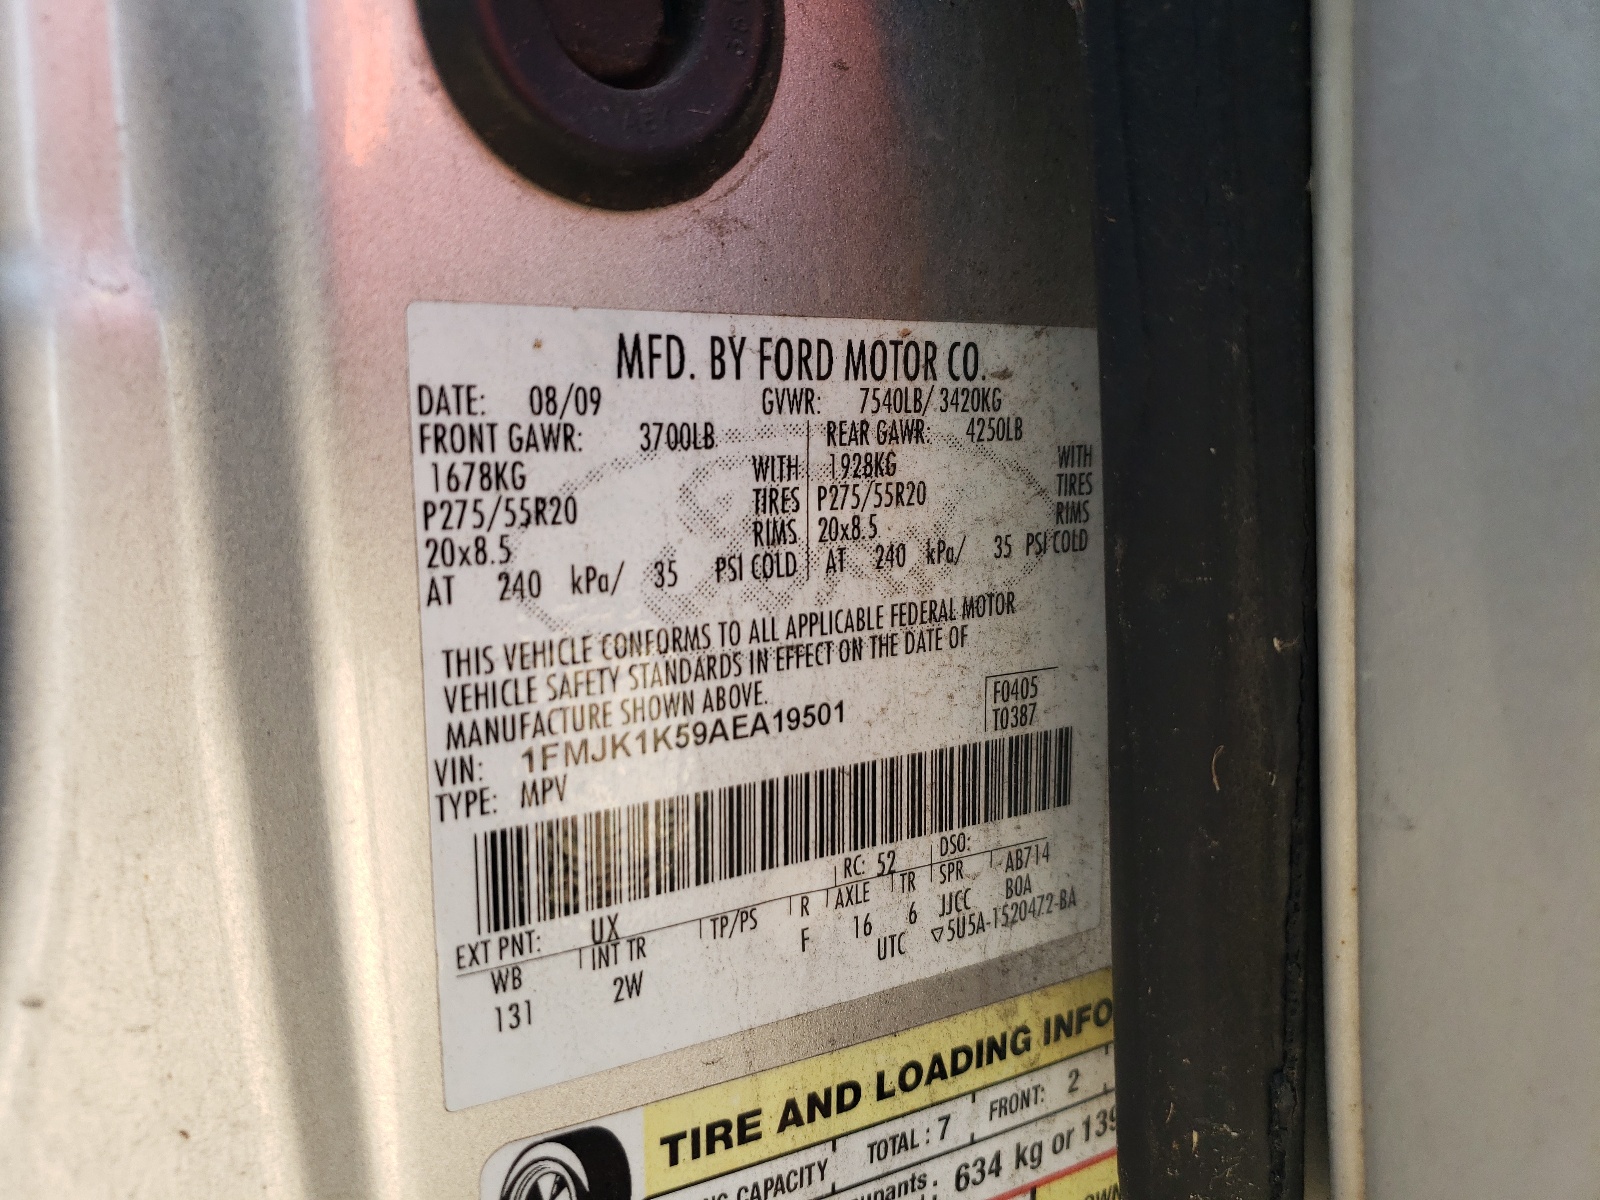 MFD. BY FORD MOTOR CO.
DATE: 08/09 GVWR: 7540LB/ 3420KG
FRONT GAWR: 3700LB REAR GAWR: 4250LB
1678KG WITH 1928KG WITH
P275/55R20 TIRES P275/55R20 TIRES
20x8.5 RIMS 20x8.5 RIMS
AT 240 kPa/ 35 PSI COLD AT 240 kPa/ 35 PSI COLD
THIS VEHICLE CONFORMS TO ALL APPLICABLE FEDERAL MOTOR
VEHICLE SAFETY STANDARDS IN EFFECT ON THE DATE OF
MANUFACTURE SHOWN ABOVE.
F0405
T0387
VIN: 1FMJK1K59AEA19501
TYPE: MPV
EXT PNT: UX RC: 52 DSO:
WB INT TR TP/PS R AXLE TR SPR AB714
131 2W F 16 6 JJCC BOA
UTC ▽5U5A-1520472-BA
TIRE AND LOADING INFO
CAPACITY TOTAL : 7 FRONT: 2
634 kg or 139